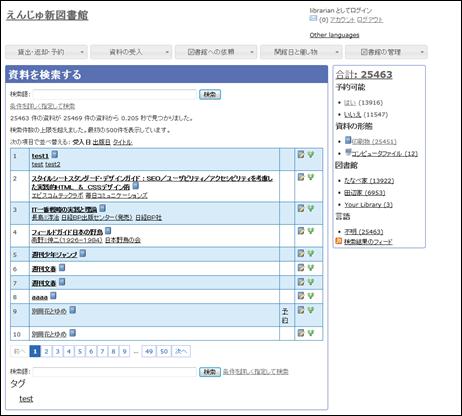 えんじゅ新図書館
librarian としてログイン
(0) アカウント ログアウト
Other languages
貸出・返却・予約
資料の受入
図書館への依頼
開館日と催し物
図書館の管理
資料を検索する
検索語: 検索
条件を詳しく指定して検索
25463 件の資料が 25469 件の資料から 0.205 秒で見つかりました。
検索件数の上限を超えました。最初の500件を表示しています。
次の項目で並べ替える: 受入日 出版日 タイトル
1 test1
test test2
2 スタイルシートスタンダード・デザインガイド : SEO／ユーザビリティ／アクセシビリティを考慮し
た実践的HTML ＆ CSSデザイン術
エビスコムテックラボ 毎日コミュニケーションズ
3 IT一番戦略の実践と理論
長島∥淳治 日経BP出版センター(発売) 日経BP社
4 フィールドガイド日本の野鳥
高野∥伸二(1926-1984) 日本野鳥の会
5 週刊少年ジャンプ
6 週刊文春
7 週刊文春
8 aaaa
9 別冊花とゆめ 予約
10 別冊花とゆめ
前へ 1 2 3 4 5 6 7 8 9 ... 49 50 次へ
検索語: 検索 条件を詳しく指定して検索
タグ
test
合計: 25463
予約可能
はい (13916)
いいえ (11547)
資料の形態
印刷物 (25451)
コンピュータファイル (12)
図書館
たなべ家 (13922)
田辺家 (6953)
Your Library (3)
言語
不明 (25463)
検索結果のフィード